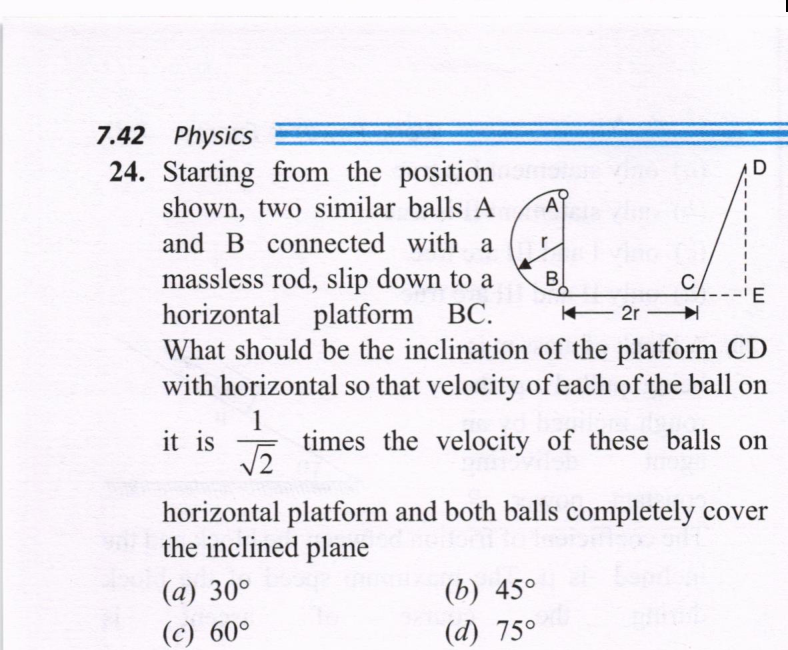 7.42 Physics
24. Starting from the position
shown, two similar balls A
and B connected with a
massless rod, slip down to a
horizontal platform BC.
A
r
B
C
D
E
2r
What should be the inclination of the platform CD
with horizontal so that velocity of each of the ball on
it is 1/√2 times the velocity of these balls on
horizontal platform and both balls completely cover
the inclined plane
(a) 30° (b) 45°
(c) 60° (d) 75°